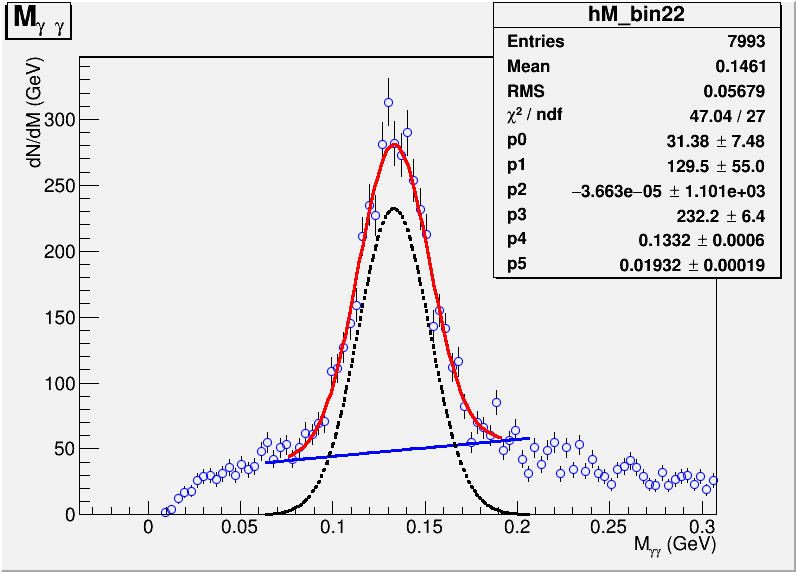 M γ γ
hM_bin22
Entries 7993
Mean 0.1461
RMS 0.05679
χ² / ndf 47.04 / 27
p0 31.38 ± 7.48
p1 129.5 ± 55.0
p2 −3.663e−05 ± 1.101e+03
p3 232.2 ± 6.4
p4 0.1332 ± 0.0006
p5 0.01932 ± 0.00019
dN/dM (GeV)
300
250
200
150
100
50
0
0 0.05 0.1 0.15 0.2 0.25 0.3
M γγ (GeV)